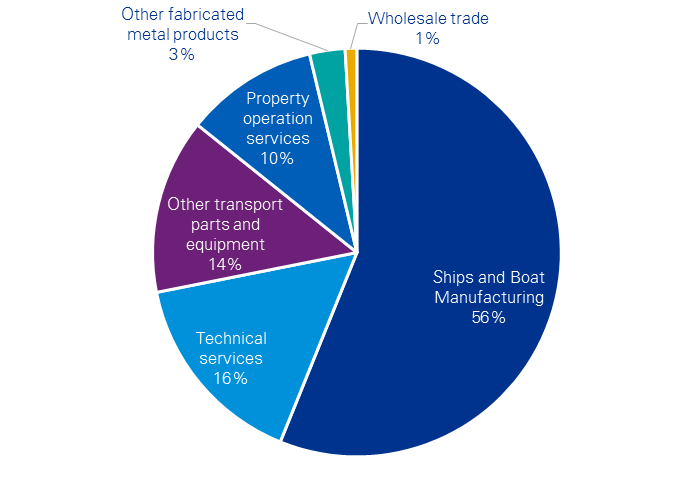 Other fabricated
metal products
3%
Wholesale trade
1%
Property
operation
services
10%
Other transport
parts and
equipment
14%
Ships and Boat
Manufacturing
56%
Technical
services
16%